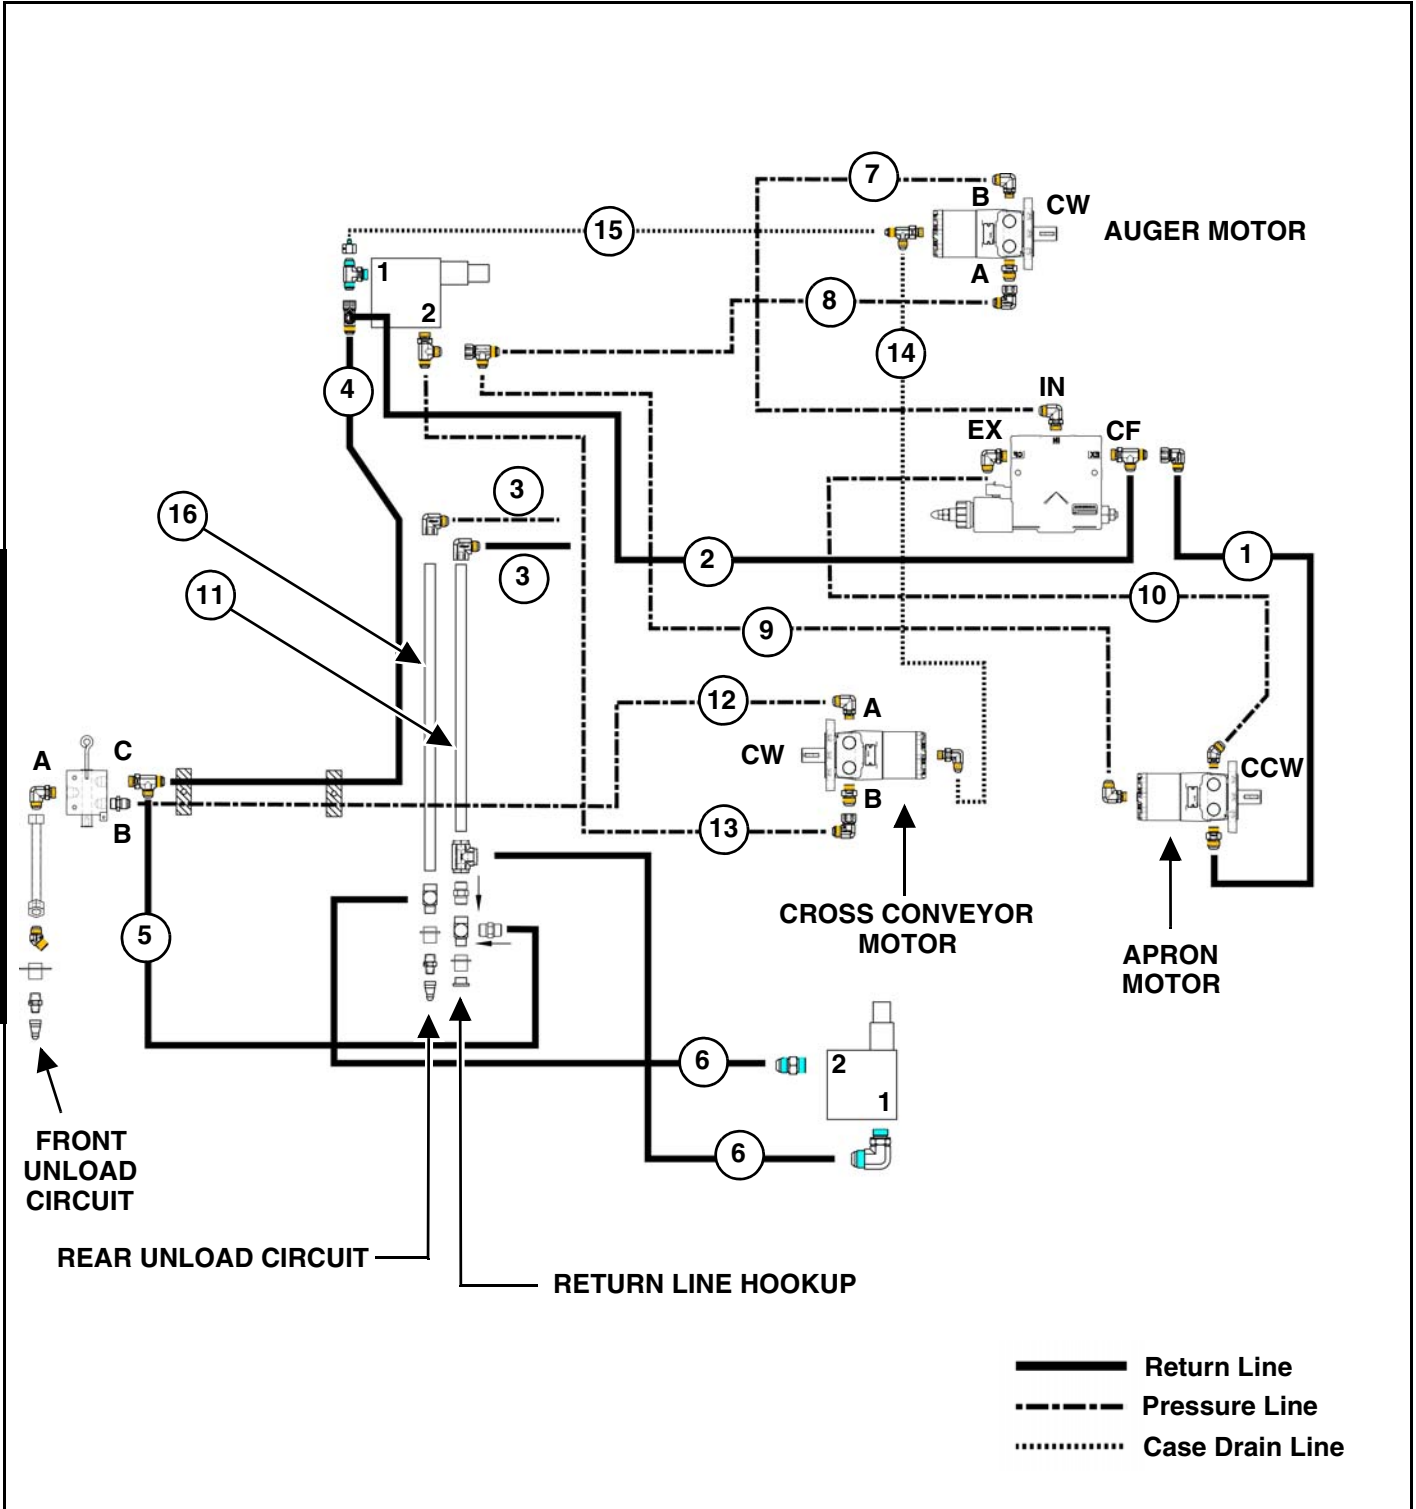 7
B
CW
AUGER MOTOR
15
1
A
2
8
14
4
IN
EX
CF
3
16
2
1
3
11
10
9
12
A
CW
C
A
CCW
B
B
13
5
CROSS CONVEYOR
MOTOR
APRON
MOTOR
6
2
1
6
FRONT
UNLOAD
CIRCUIT
REAR UNLOAD CIRCUIT
RETURN LINE HOOKUP
Return Line
Pressure Line
Case Drain Line